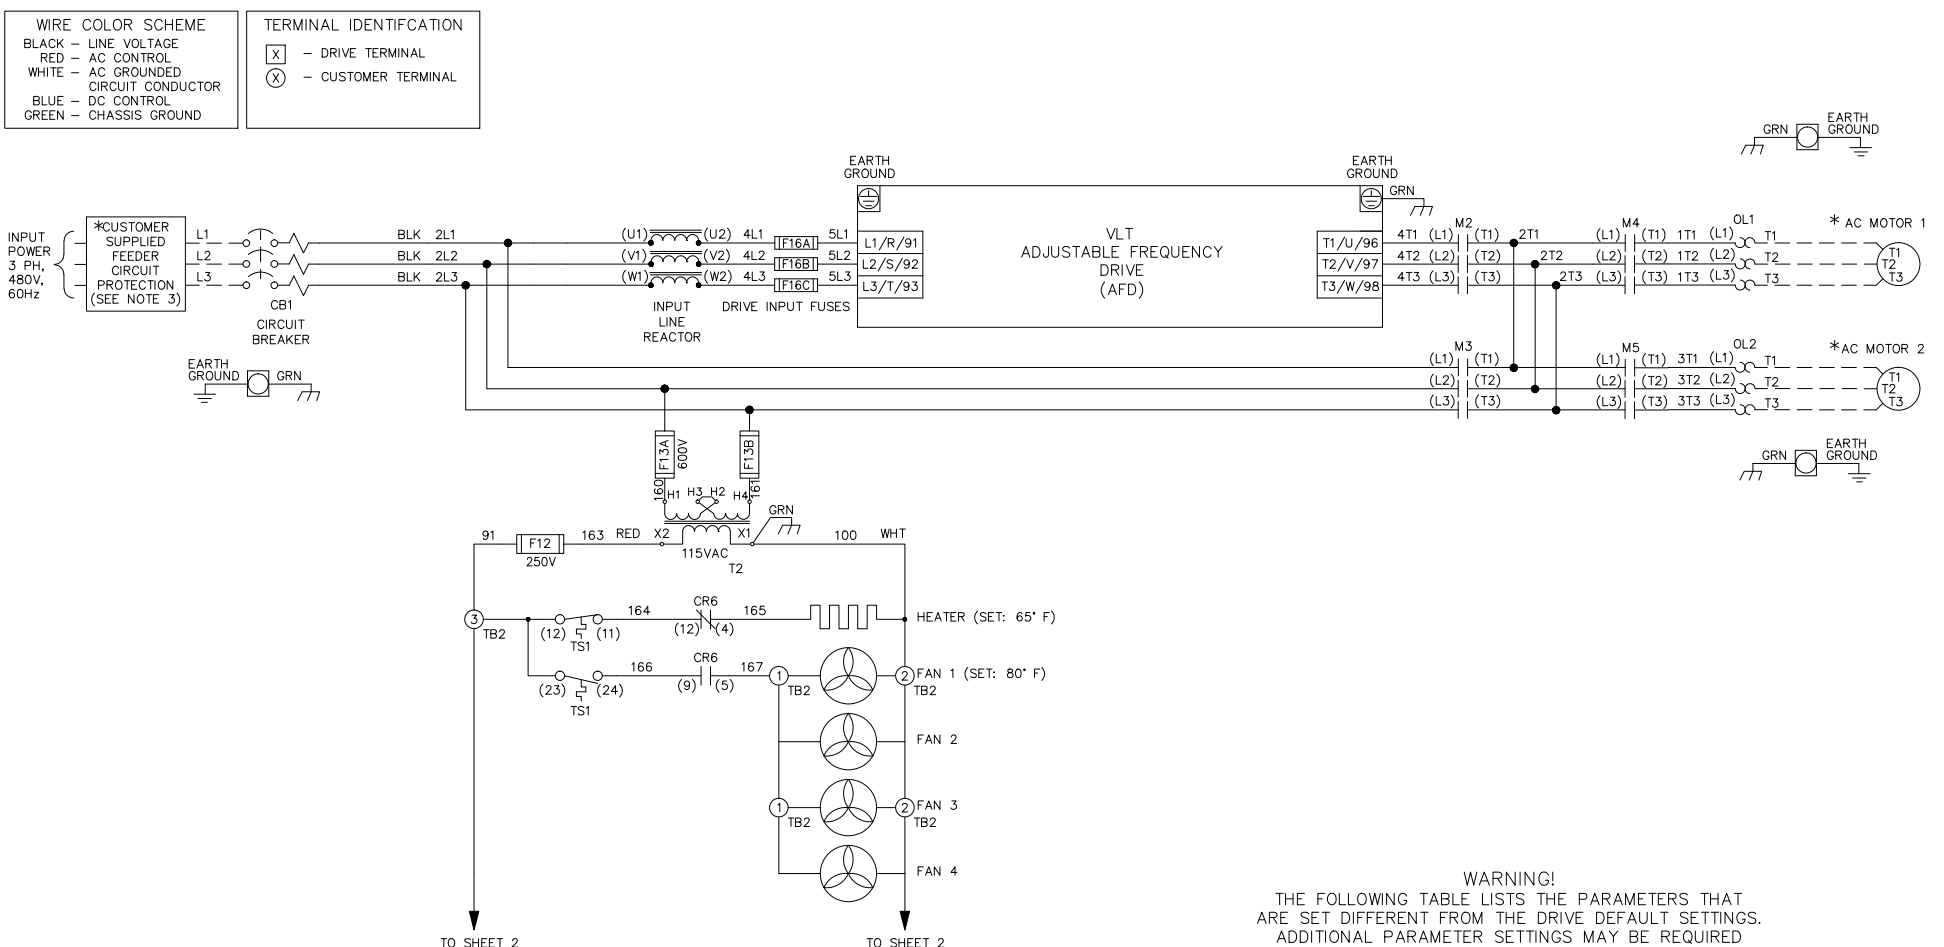 WIRE COLOR SCHEME
BLACK – LINE VOLTAGE
RED – AC CONTROL
WHITE – AC GROUNDED
CIRCUIT CONDUCTOR
BLUE – DC CONTROL
GREEN – CHASSIS GROUND
TERMINAL IDENTIFCATION
X – DRIVE TERMINAL
X – CUSTOMER TERMINAL
GRN
EARTH
GROUND
EARTH
GROUND
EARTH
GROUND
GRN
INPUT
POWER
3 PH,
480V,
60Hz
*CUSTOMER
SUPPLIED
FEEDER
CIRCUIT
PROTECTION
(SEE NOTE 3)
L1
L2
L3
CB1
CIRCUIT
BREAKER
BLK 2L1
BLK 2L2
BLK 2L3
(U1) (U2) 4L1 F16A 5L1 L1/R/91
(V1) (V2) 4L2 F16B 5L2 L2/S/92
(W1) (W2) 4L3 F16C 5L3 L3/T/93
INPUT
LINE
REACTOR
DRIVE INPUT FUSES
VLT
ADJUSTABLE FREQUENCY
DRIVE
(AFD)
M2 M4 OL1
T1/U/96 4T1 (L1) (T1) 2T1 (L1) (T1) 1T1 (L1) T1
T2/V/97 4T2 (L2) (T2) 2T2 (L2) (T2) 1T2 (L2) T2
T3/W/98 4T3 (L3) (T3) 2T3 (L3) (T3) 1T3 (L3) T3
* AC MOTOR 1
T1
T2
T3
M3 M5 OL2
(L1) (T1) (L1) (T1) 3T1 (L1) T1
(L2) (T2) (L2) (T2) 3T2 (L2) T2
(L3) (T3) (L3) (T3) 3T3 (L3) T3
*AC MOTOR 2
T1
T2
T3
EARTH
GROUND GRN
GRN
EARTH
GROUND
F13A
600V
F13B
160
161
H1 H3 H2 H4
GRN
91 F12 163 RED X2 X1 100 WHT
250V
115VAC
T2
3
TB2
(12) (11)
TS1
164
CR6
(12) (4)
165
HEATER (SET: 65° F)
(23) (24)
TS1
166
CR6
(9) (5)
167
1
TB2
2
TB2
FAN 1 (SET: 80° F)
FAN 2
1
TB2
2
TB2
FAN 3
FAN 4
TO SHEET 2
TO SHEET 2
WARNING!
THE FOLLOWING TABLE LISTS THE PARAMETERS THAT
ARE SET DIFFERENT FROM THE DRIVE DEFAULT SETTINGS.
ADDITIONAL PARAMETER SETTINGS MAY BE REQUIRED